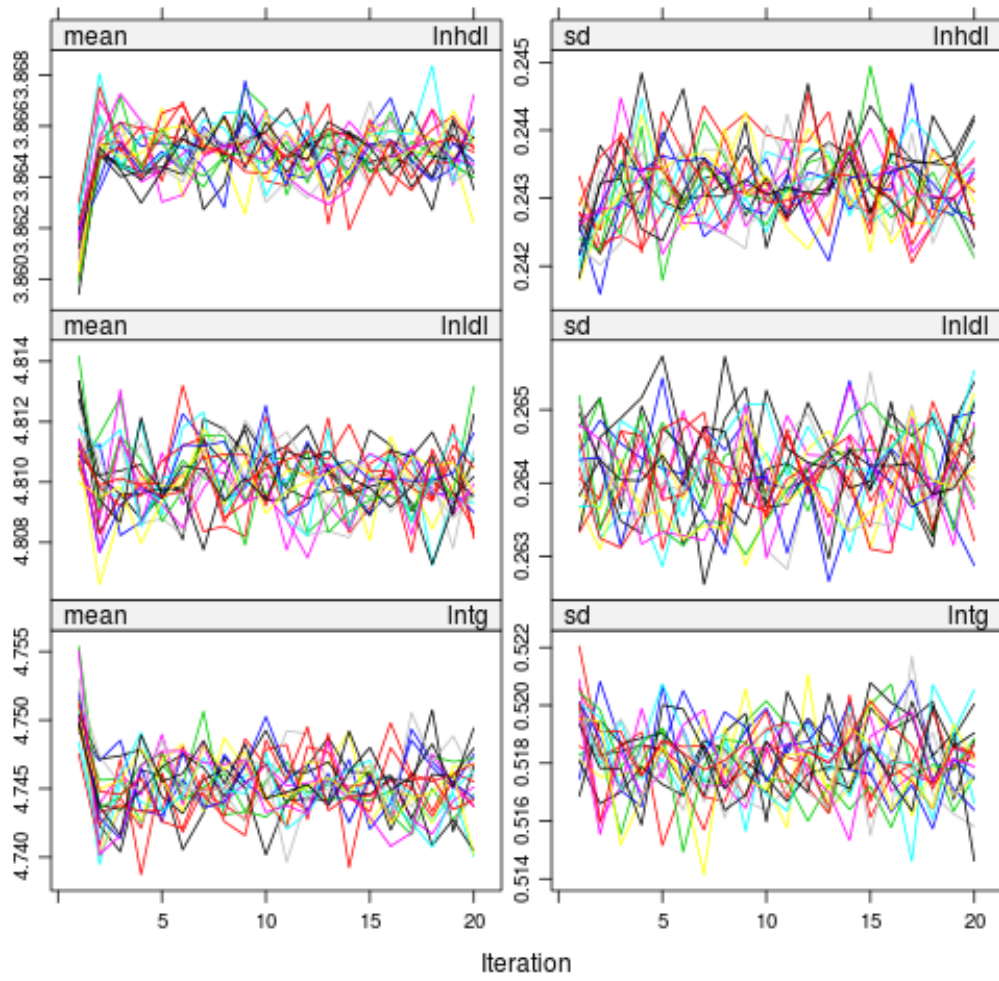 mean lnhdl
3.868
3.866
3.864
3.862
3.860
sd lnhdl
0.245
0.244
0.243
0.242
mean lnldl
4.814
4.812
4.810
4.808
sd lnldl
0.265
0.264
0.263
mean lntg
4.755
4.750
4.745
4.740
sd lntg
0.522
0.520
0.518
0.516
0.514
5 10 15 20
5 10 15 20
Iteration